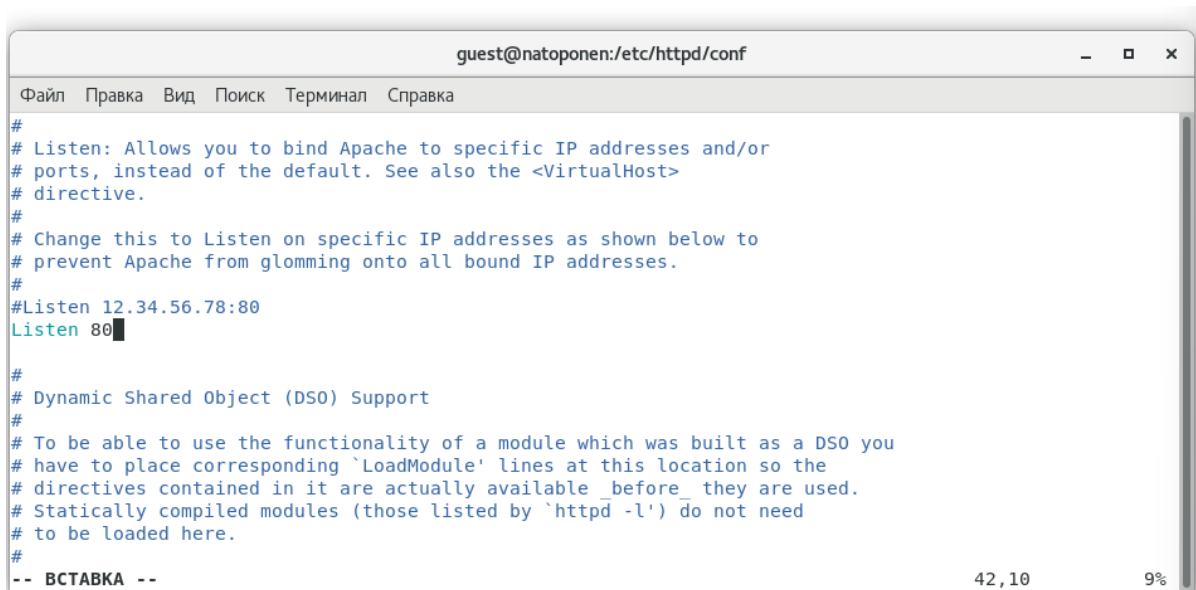 guest@natoponen:/etc/httpd/conf
Файл Правка Вид Поиск Терминал Справка
#
# Listen: Allows you to bind Apache to specific IP addresses and/or
# ports, instead of the default. See also the <VirtualHost>
# directive.
#
# Change this to Listen on specific IP addresses as shown below to
# prevent Apache from glomming onto all bound IP addresses.
#
#Listen 12.34.56.78:80
Listen 80
#
# Dynamic Shared Object (DSO) Support
#
# To be able to use the functionality of a module which was built as a DSO you
# have to place corresponding `LoadModule' lines at this location so the
# directives contained in it are actually available _before_ they are used.
# Statically compiled modules (those listed by `httpd -l') do not need
# to be loaded here.
#
-- ВСТАВКА -- 42,10 9%